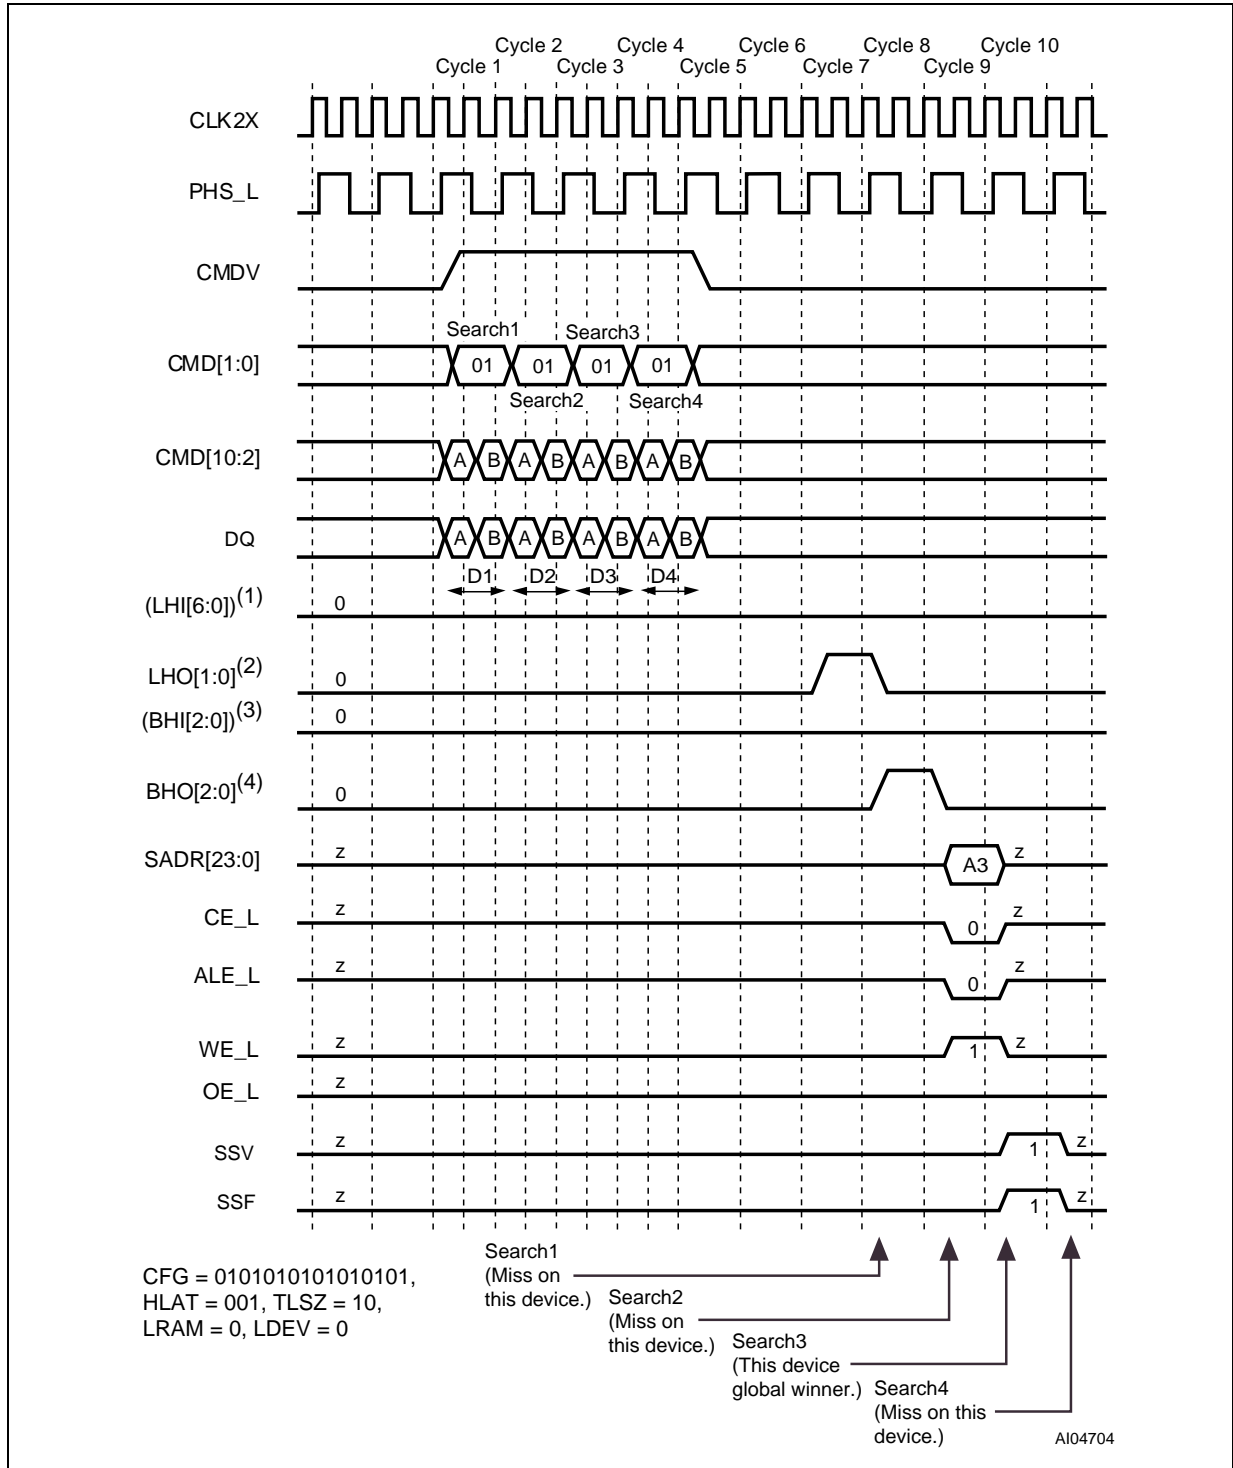 Cycle 2 Cycle 4 Cycle 6 Cycle 8 Cycle 10
Cycle 1 Cycle 3 Cycle 5 Cycle 7 Cycle 9
CLK2X
PHS_L
CMDV
Search1 Search3
CMD[1:0] 01 01 01 01
Search2 Search4
CMD[10:2] A B A B A B A B
DQ A B A B A B A B
D1 D2 D3 D4
(LHI[6:0])(1) 0
LHO[1:0](2) 0
(BHI[2:0])(3) 0
BHO[2:0](4) 0
SADR[23:0] z A3 z
CE_L z 0 z
ALE_L z 0 z
WE_L z 1 z
OE_L z
SSV z 1 z
SSF z 1 z
Search1
(Miss on
this device.)
Search2
(Miss on
this device.)
Search3
(This device
global winner.)
Search4
(Miss on this
device.)
CFG = 0101010101010101,
HLAT = 001, TLSZ = 10,
LRAM = 0, LDEV = 0
AI04704